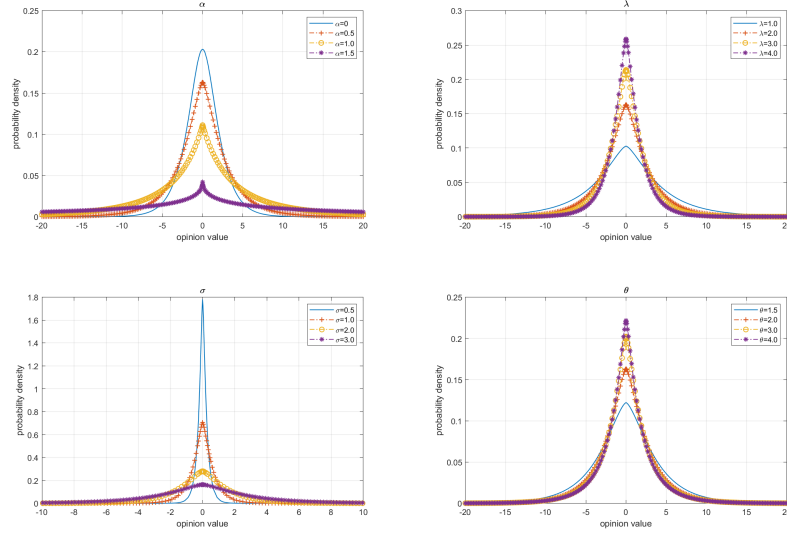 α
0.25
0.2
0.15
0.1
0.05
0
probability density
-20
-15
-10
-5
0
5
10
15
20
opinion value
α=0
α=0.5
α=1.0
α=1.5
λ
0.3
0.25
0.2
0.15
0.1
0.05
0
probability density
-20
-15
-10
-5
0
5
10
15
20
opinion value
λ=1.0
λ=2.0
λ=3.0
λ=4.0
σ
1.8
1.6
1.4
1.2
1
0.8
0.6
0.4
0.2
0
probability density
-10
-8
-6
-4
-2
0
2
4
6
8
10
opinion value
σ=0.5
σ=1.0
σ=2.0
σ=3.0
θ
0.25
0.2
0.15
0.1
0.05
0
probability density
-20
-15
-10
-5
0
5
10
15
20
opinion value
θ=1.5
θ=2.0
θ=3.0
θ=4.0